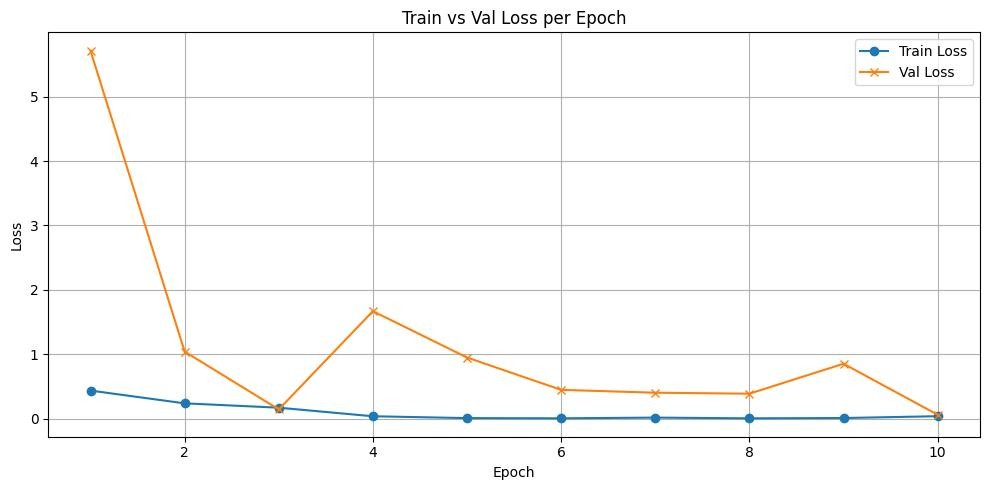 Train vs Val Loss per Epoch
Train Loss
Val Loss
Loss
5
4
3
2
1
0
2 4 6 8 10
Epoch